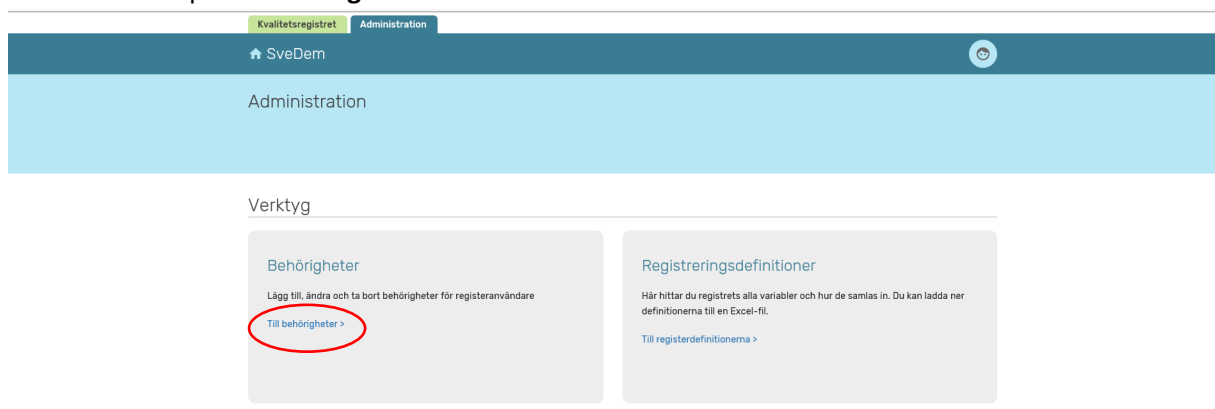 Kvalitetsregistret Administration
SveDem
Administration
Verktyg
Behörigheter
Lägg till, ändra och ta bort behörigheter för registeranvändare
Till behörigheter >
Registreringsdefinitioner
Här hittar du registrets alla variabler och hur de samlas in. Du kan ladda ner
definitionerna till en Excel-fil.
Till registerdefinitionerna >